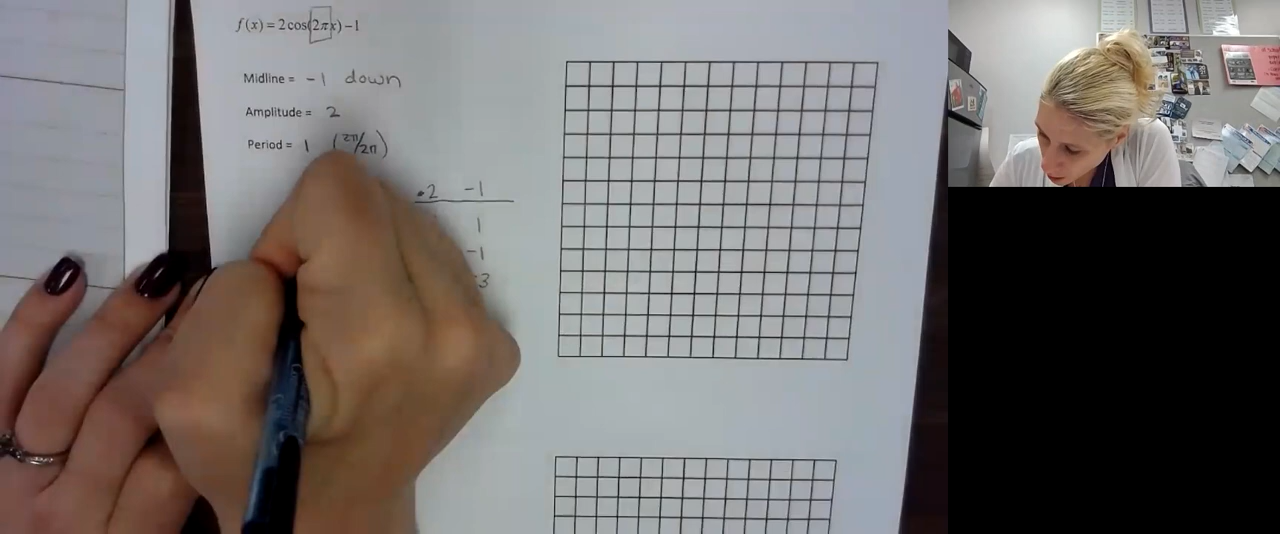 f(x) = 2cos(2πx) − 1
Midline = -1 down
Amplitude = 2
Period = 1 (2π/2π)
•2 -1
1
-1
-3